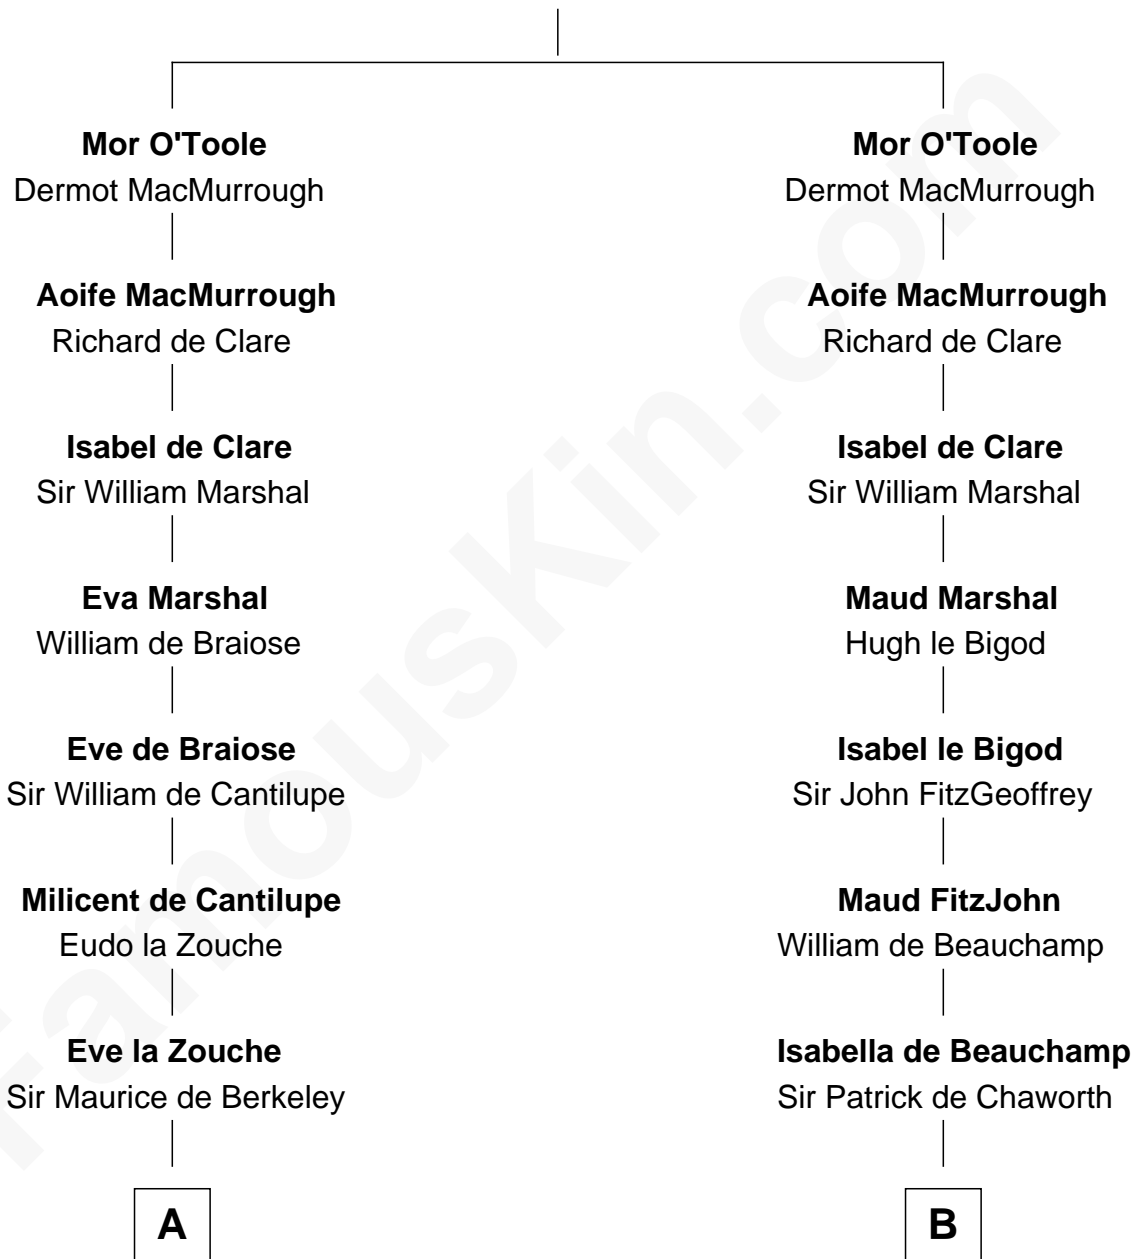 Mor O'Toole
Dermot MacMurrough
Aoife MacMurrough
Richard de Clare
Isabel de Clare
Sir William Marshal
Eva Marshal
William de Braiose
Eve de Braiose
Sir William de Cantilupe
Milicent de Cantilupe
Eudo la Zouche
Eve la Zouche
Sir Maurice de Berkeley
A
Mor O'Toole
Dermot MacMurrough
Aoife MacMurrough
Richard de Clare
Isabel de Clare
Sir William Marshal
Maud Marshal
Hugh le Bigod
Isabel le Bigod
Sir John FitzGeoffrey
Maud FitzJohn
William de Beauchamp
Isabella de Beauchamp
Sir Patrick de Chaworth
B
FamousKin.com